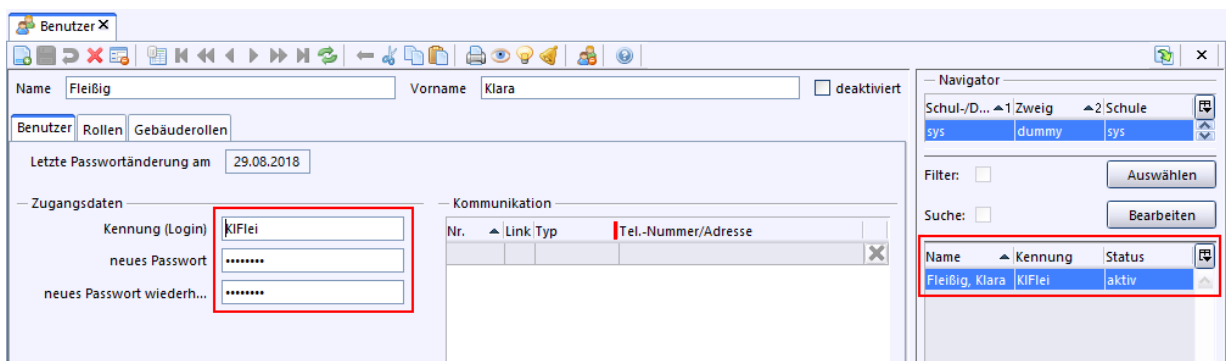 Benutzer
Name Fleißig Vorname Klara deaktiviert
Benutzer Rollen Gebäuderollen
Letzte Passwortänderung am 29.08.2018
Zugangsdaten
Kennung (Login) KlFlei
neues Passwort ••••••••
neues Passwort wiederh... ••••••••
Kommunikation
Nr. Link Typ Tel.-Nummer/Adresse
Navigator
Schul-/D... 1 Zweig 2 Schule
sys dummy sys
Filter: Auswählen
Suche: Bearbeiten
Name Kennung Status
Fleißig, Klara KlFlei aktiv